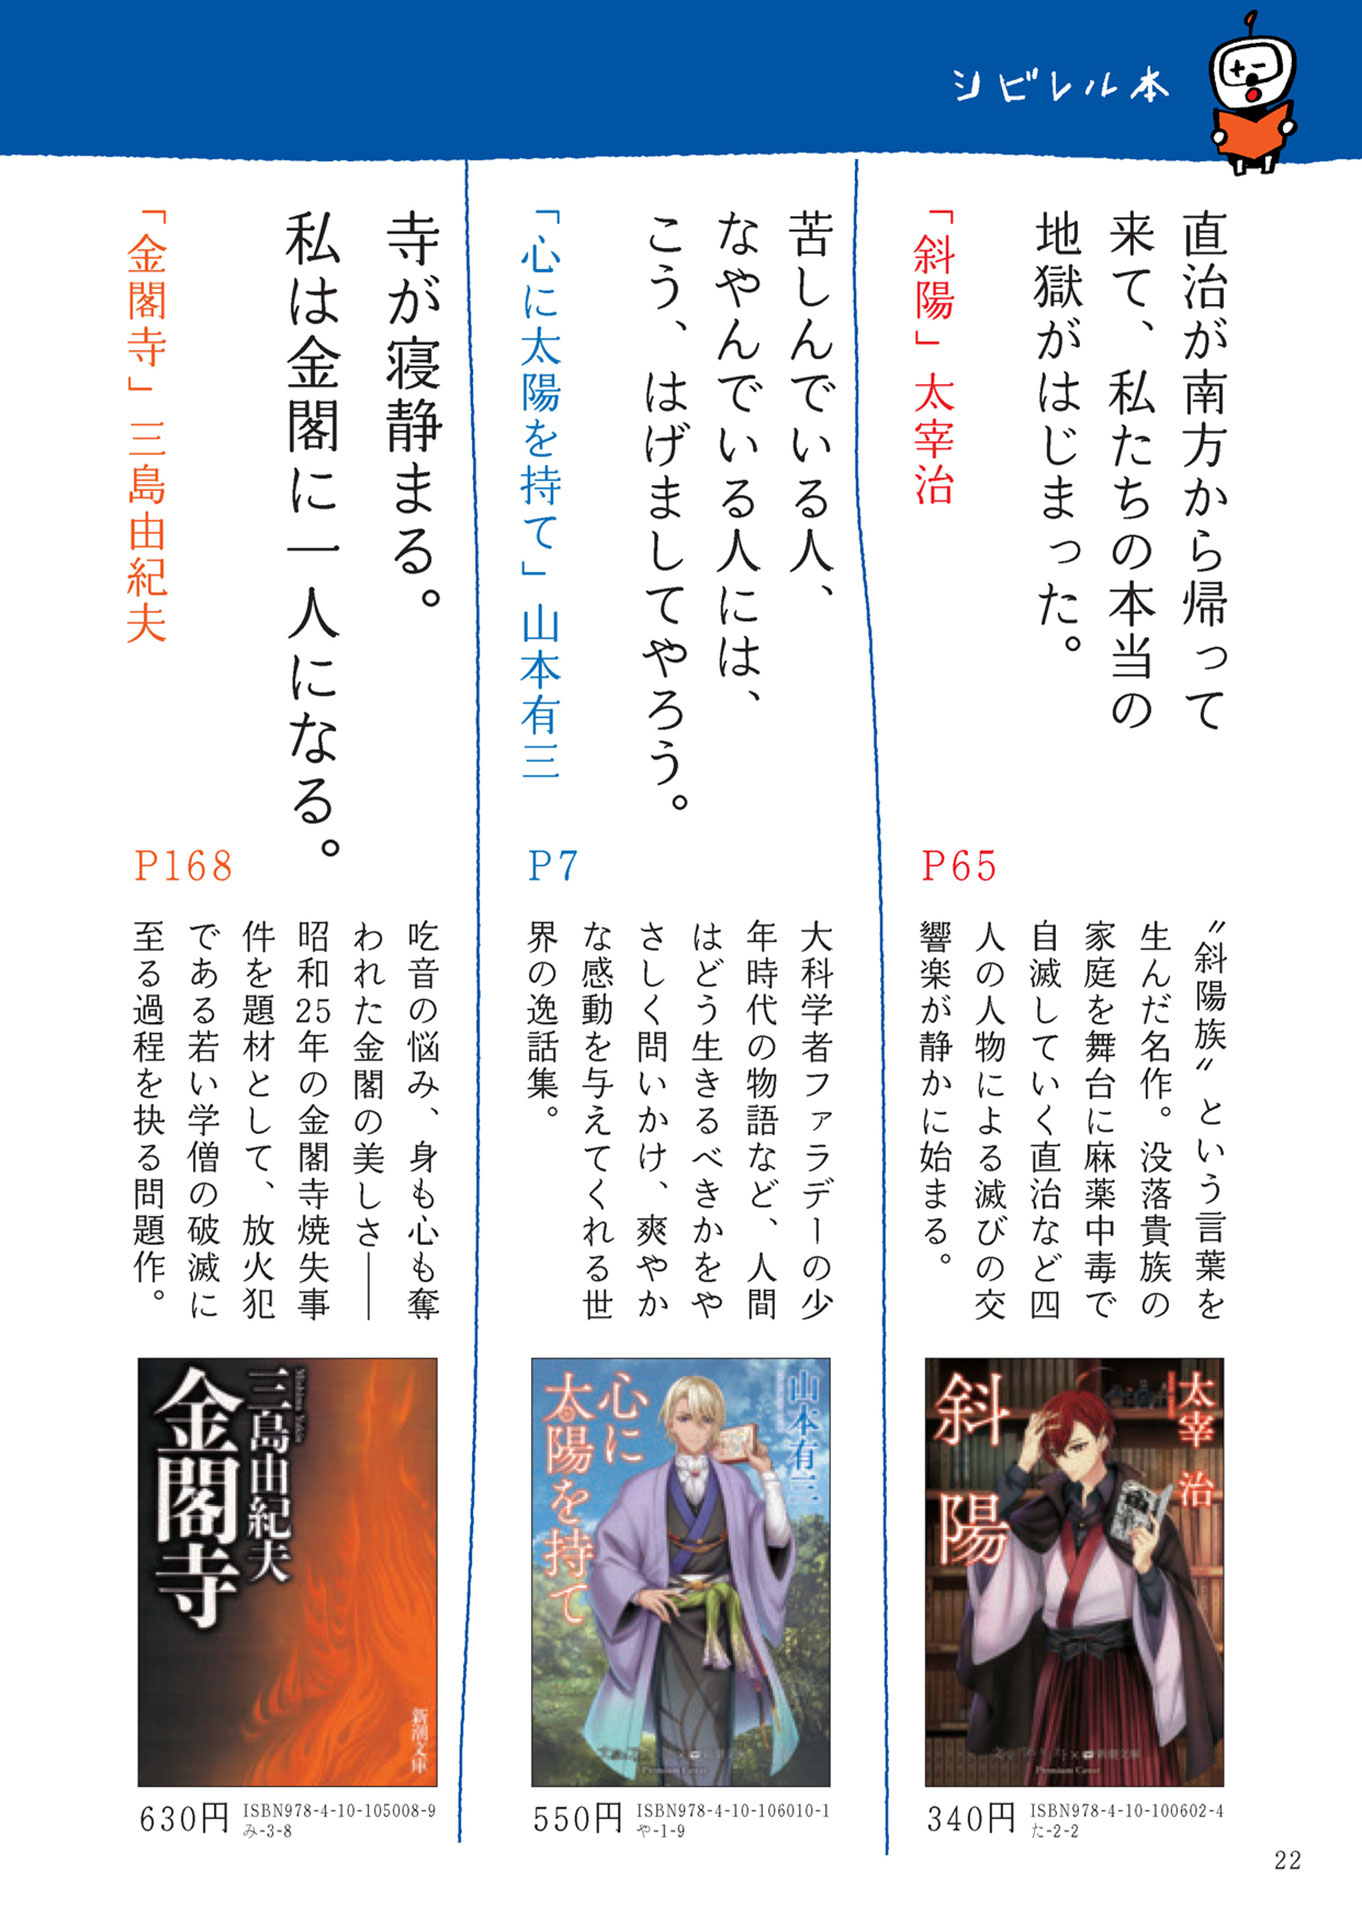 シビレル本
直治が南方から帰って
来て、私たちの本当の
地獄がはじまった。
「斜陽」太宰治
P65
〝斜陽族〟という言葉を
生んだ名作。没落貴族の
家庭を舞台に麻薬中毒で
自滅していく直治など四
人の人物による滅びの交
響楽が静かに始まる。
太宰 治
斜陽
新潮文庫
Premium Cover
340円
ISBN978-4-10-100602-4
た-2-2
苦しんでいる人、
なやんでいる人には、
こう、はげましてやろう。
「心に太陽を持て」山本有三
P7
大科学者ファラデーの少
年時代の物語など、人間
はどう生きるべきかをや
さしく問いかけ、爽やか
な感動を与えてくれる世
界の逸話集。
山本有三
心に
太陽を持て
Premium Cover
550円
ISBN978-4-10-106010-1
や-1-9
寺が寝静まる。
私は金閣に一人になる。
「金閣寺」三島由紀夫
P168
吃音の悩み、身も心も奪
われた金閣の美しさ――
昭和25年の金閣寺焼失事
件を題材として、放火犯
である若い学僧の破滅に
至る過程を抉る問題作。
Mishima Yukio
三島由紀夫
金閣寺
新潮文庫
630円
ISBN978-4-10-105008-9
み-3-8
22